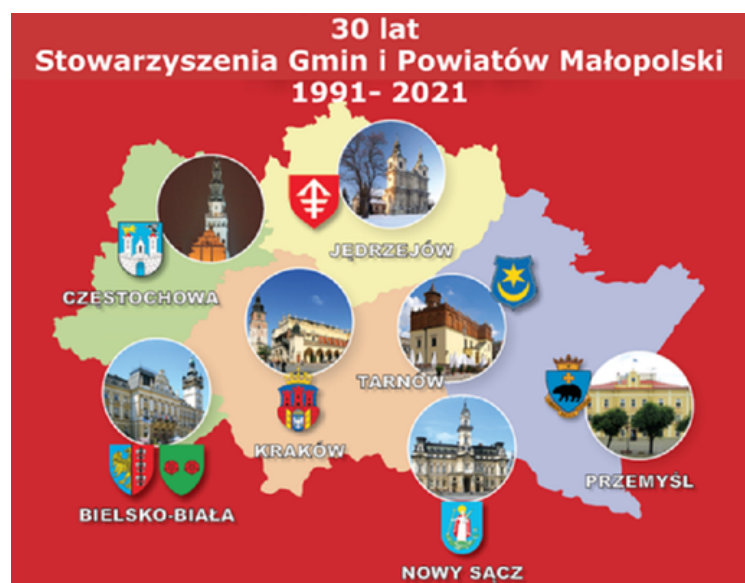 30 lat
Stowarzyszenia Gmin i Powiatów Małopolski
1991- 2021
JĘDRZEJÓW
CZĘSTOCHOWA
TARNÓW
KRAKÓW
PRZEMYŚL
BIELSKO-BIAŁA
NOWY SĄCZ